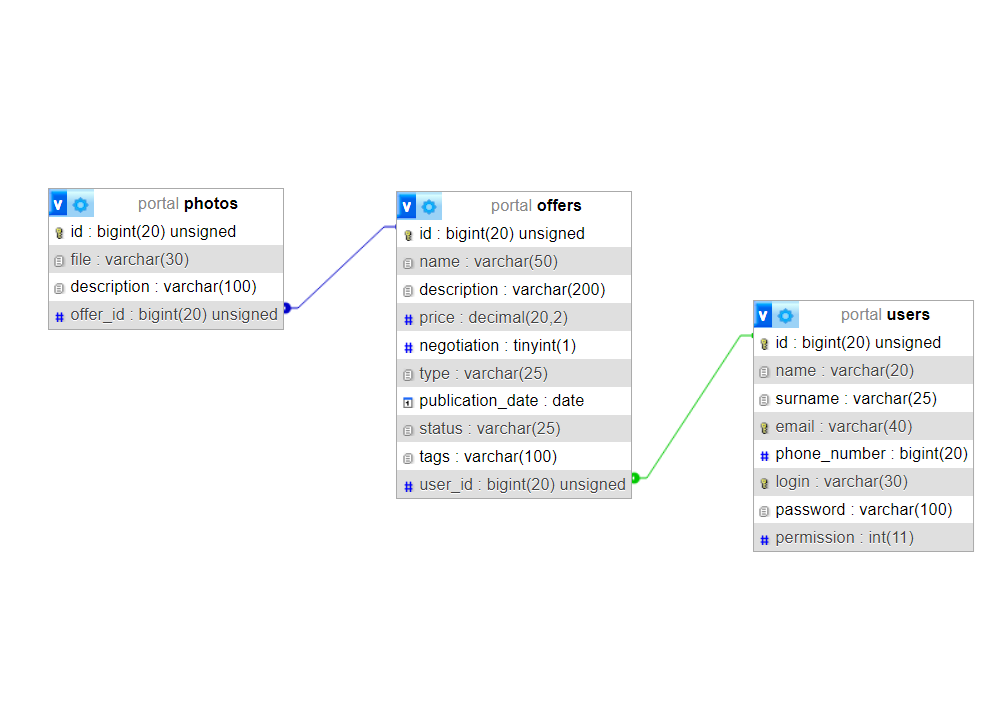 v portal photos
id : bigint(20) unsigned
file : varchar(30)
description : varchar(100)
# offer_id : bigint(20) unsigned
v portal offers
id : bigint(20) unsigned
name : varchar(50)
description : varchar(200)
# price : decimal(20,2)
# negotiation : tinyint(1)
type : varchar(25)
publication_date : date
status : varchar(25)
tags : varchar(100)
# user_id : bigint(20) unsigned
v portal users
id : bigint(20) unsigned
name : varchar(20)
surname : varchar(25)
email : varchar(40)
# phone_number : bigint(20)
login : varchar(30)
password : varchar(100)
# permission : int(11)